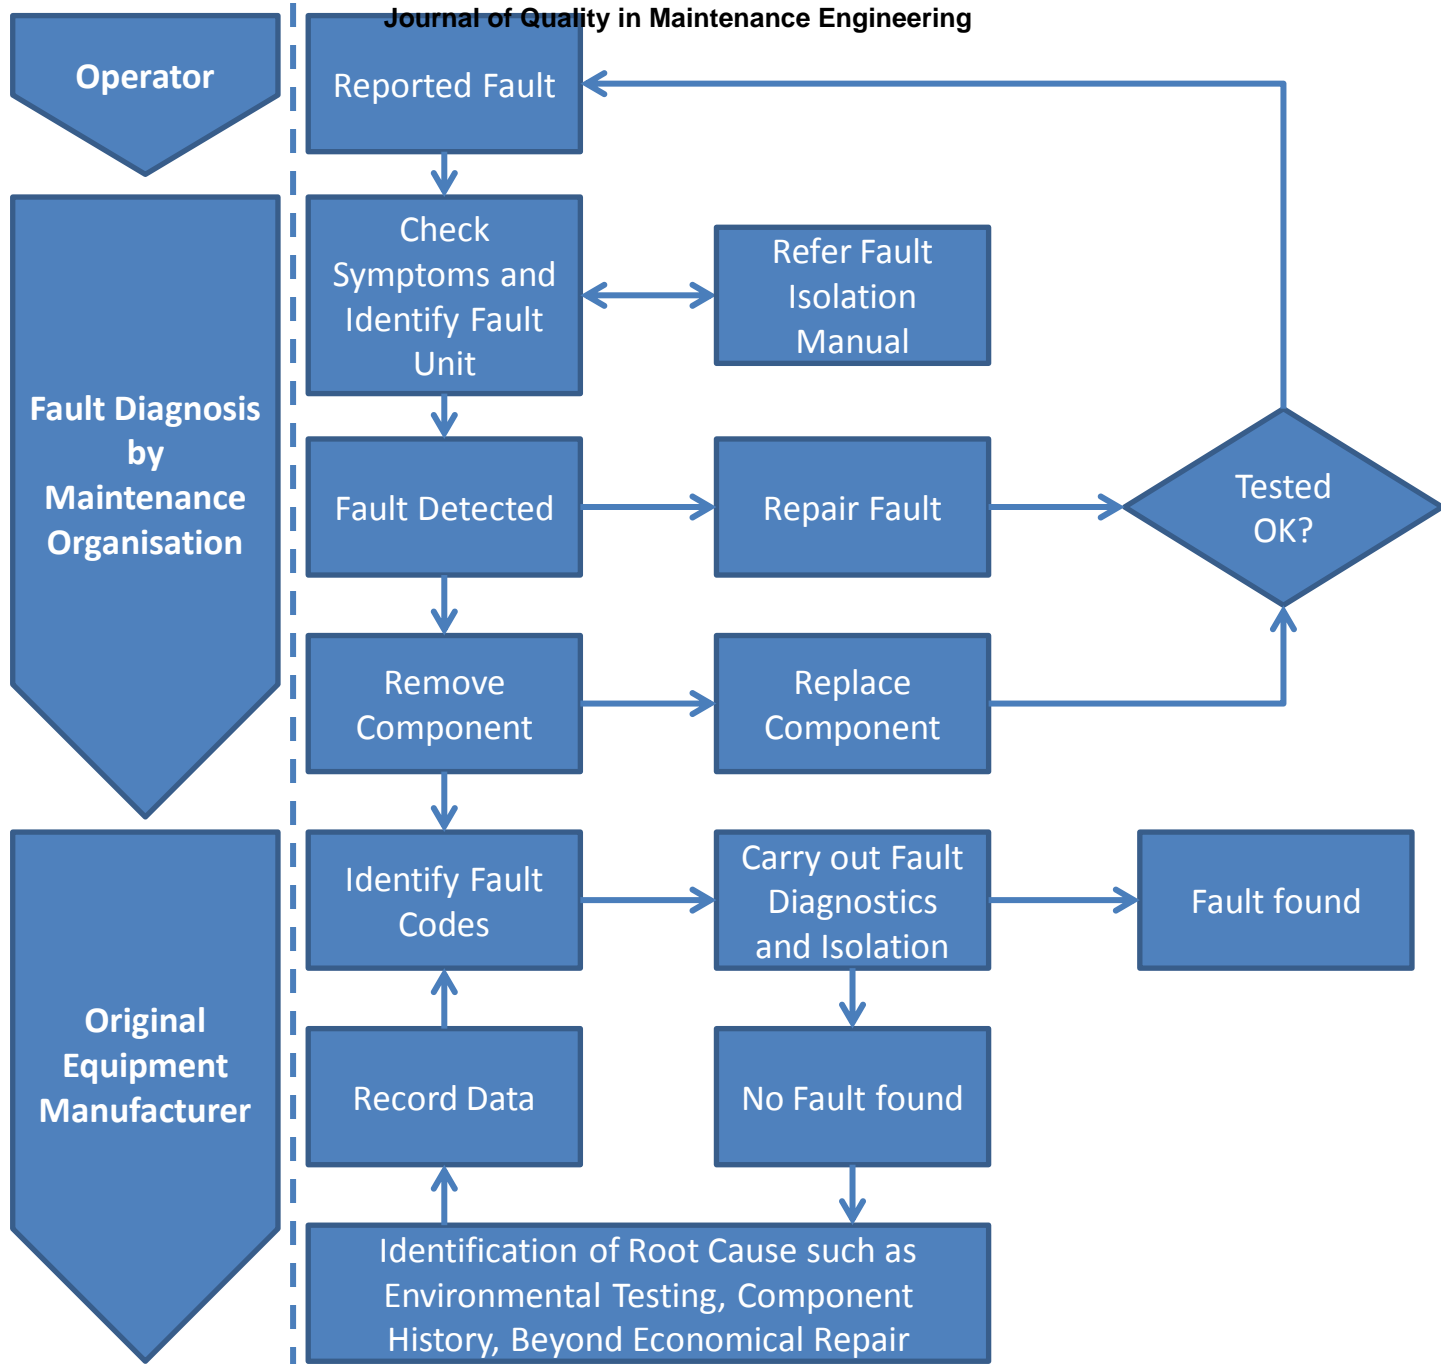 Journal of Quality in Maintenance Engineering
Operator
Reported Fault
Check
Symptoms and
Identify Fault
Unit
Refer Fault
Isolation
Manual
Fault Diagnosis
by
Maintenance
Organisation
Fault Detected
Repair Fault
Tested
OK?
Remove
Component
Replace
Component
Identify Fault
Codes
Carry out Fault
Diagnostics
and Isolation
Fault found
Original
Equipment
Manufacturer
Record Data
No Fault found
Identification of Root Cause such as
Environmental Testing, Component
History, Beyond Economical Repair